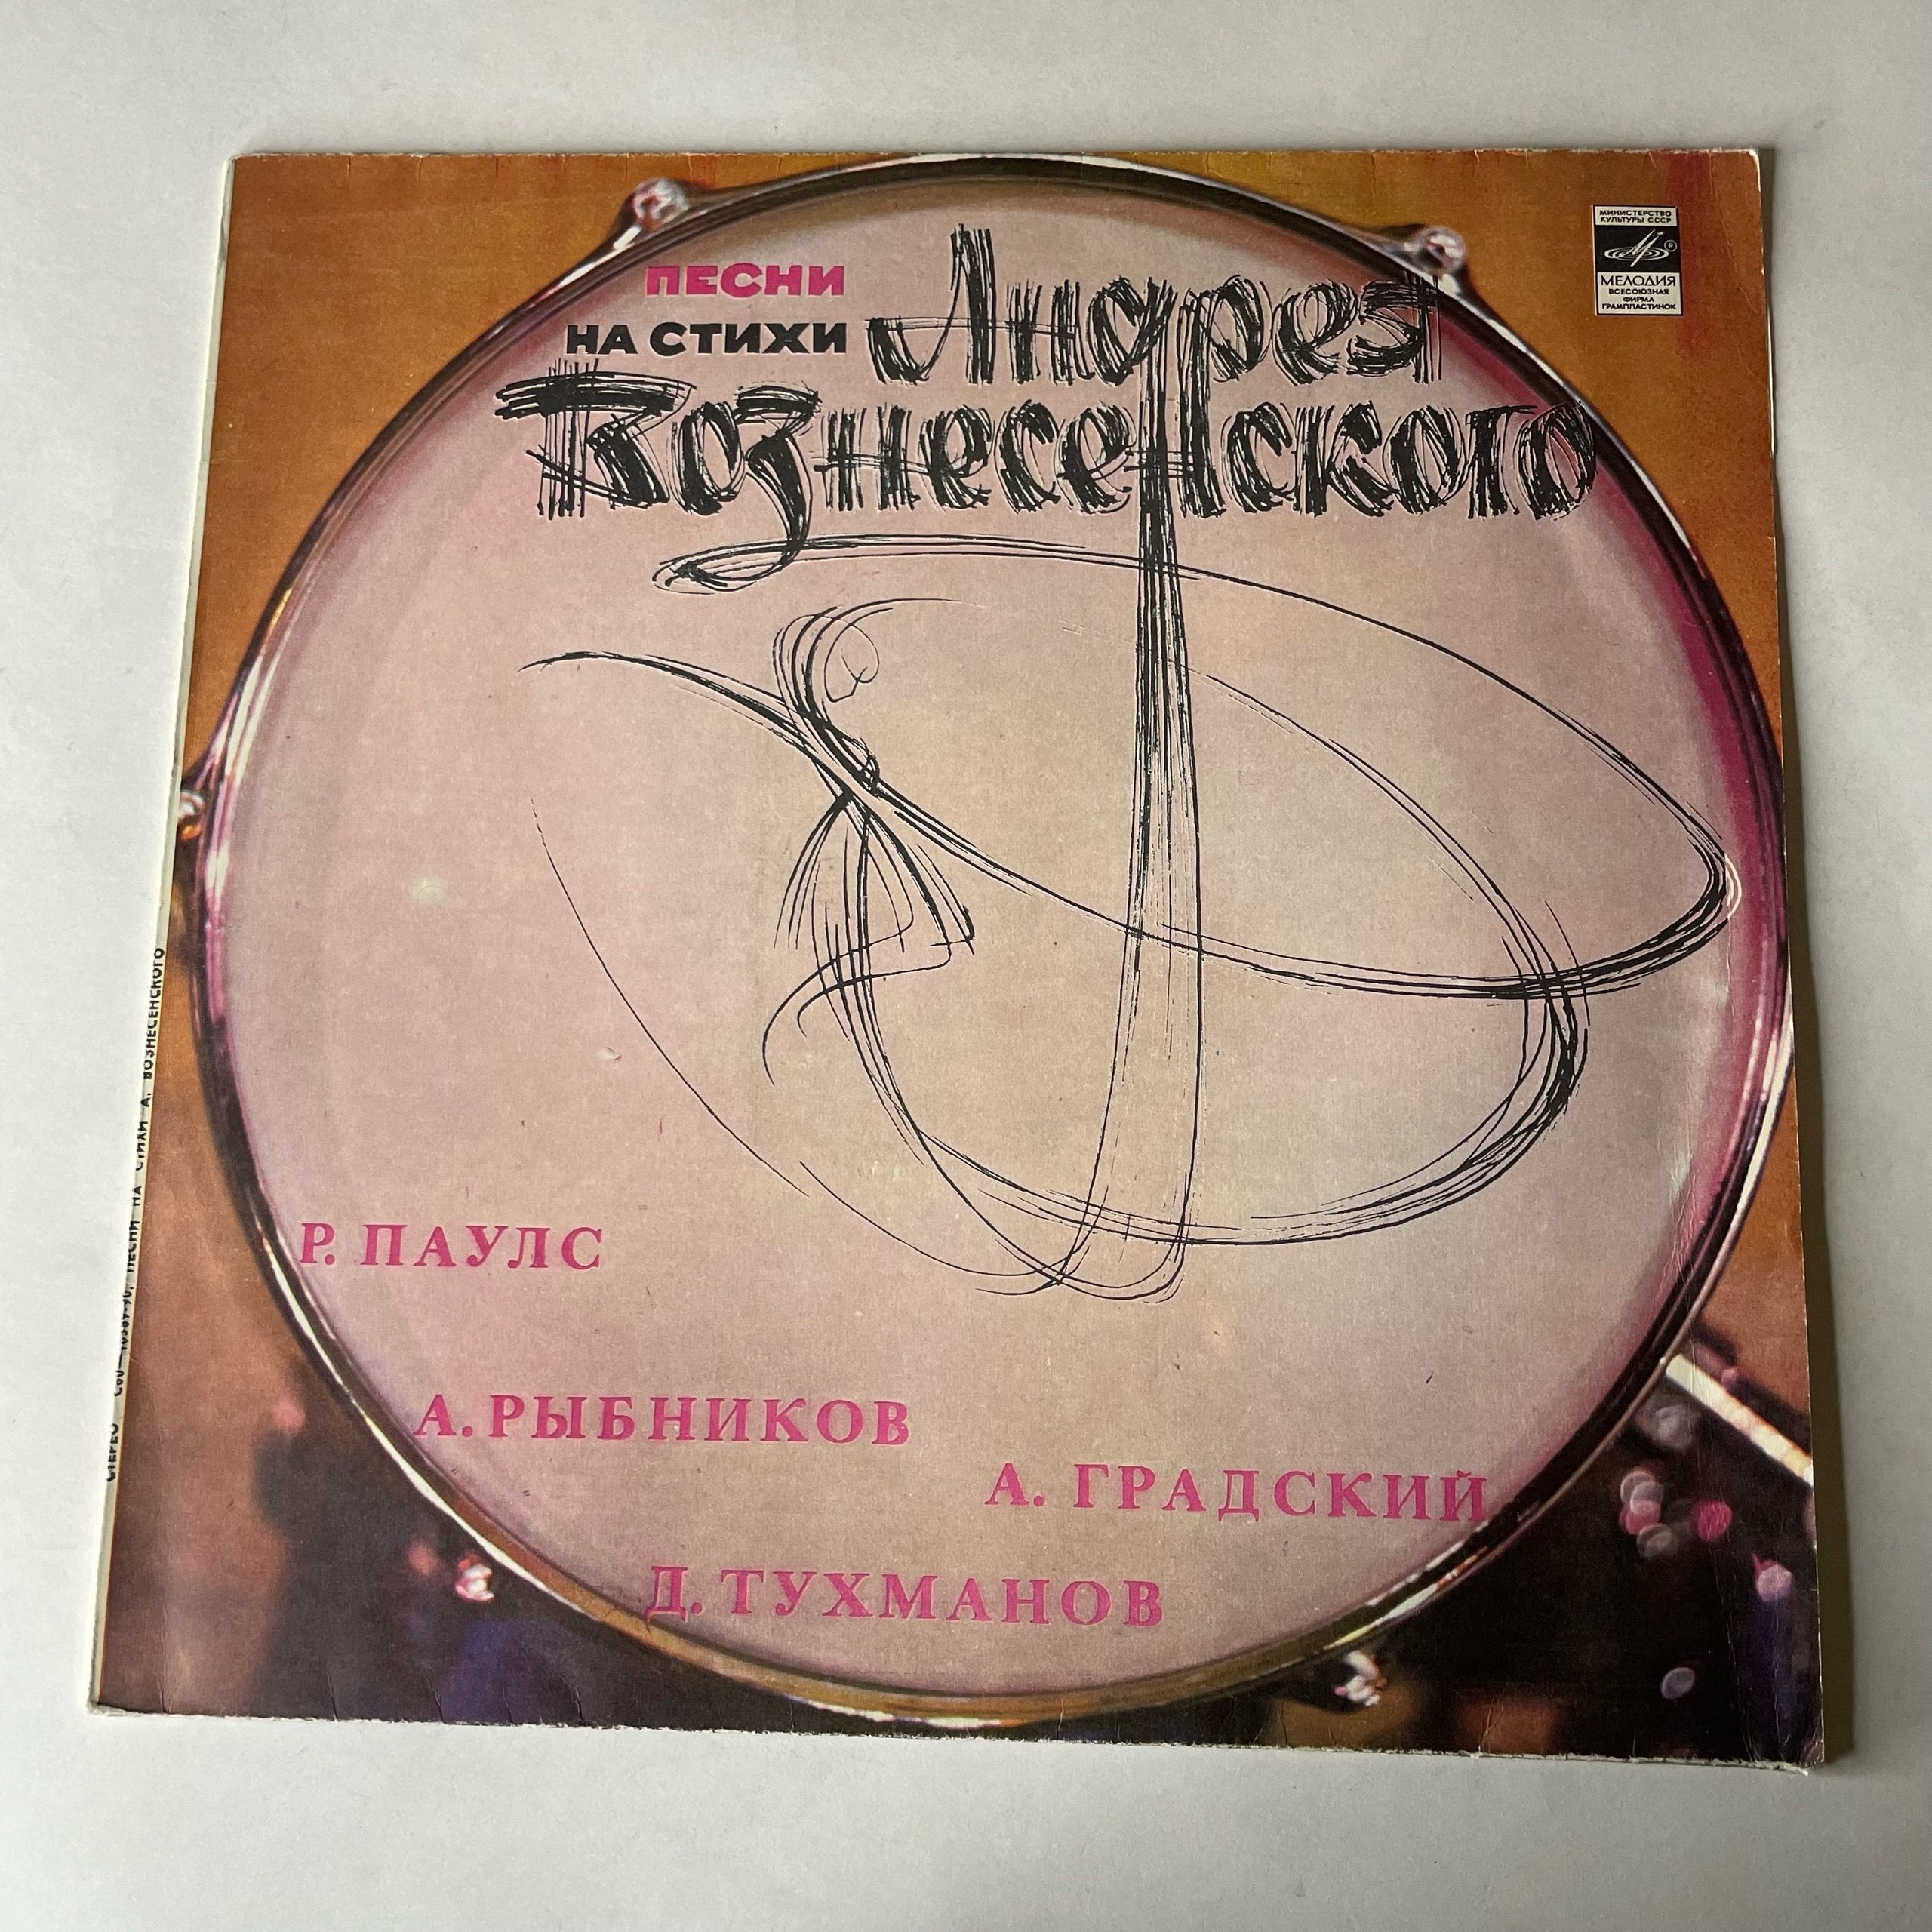 ПЕСНИ
НА СТИХИ Андрея
Вознесенского
МИНИСТЕРСТВО
КУЛЬТУРЫ СССР
МЕЛОДИЯ
ВСЕСОЮЗНАЯ
ФИРМА
ГРАМПЛАСТИНОК
Р. ПАУЛС
А. РЫБНИКОВ
А. ГРАДСКИЙ
Д. ТУХМАНОВ
СТЕРЕО ПЕСНИ НА СТИХИ А. ВОЗНЕСЕНСКОГО